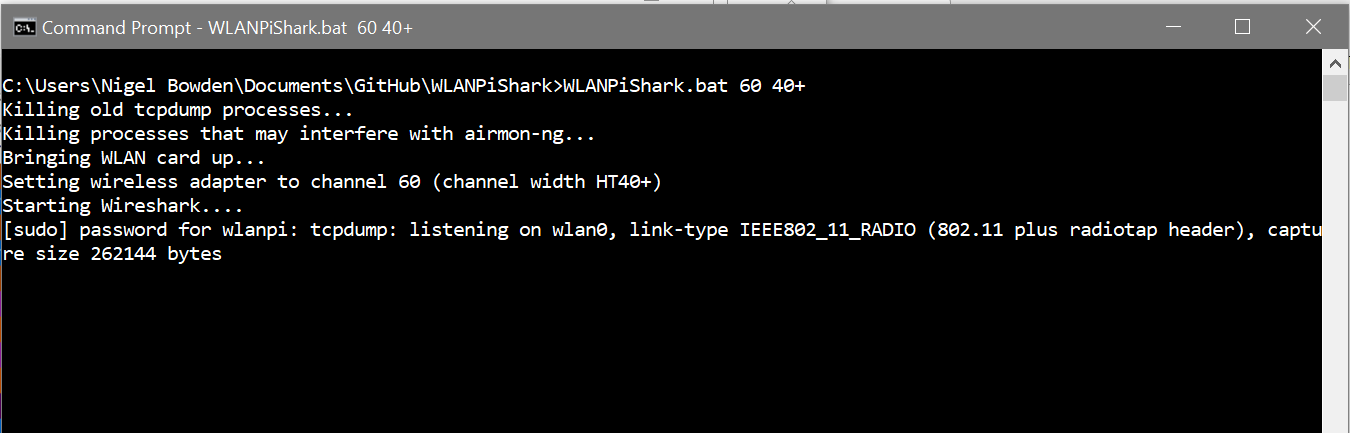 Command Prompt - WLANPiShark.bat  60 40+
C:\Users\Nigel Bowden\Documents\GitHub\WLANPiShark>WLANPiShark.bat 60 40+
Killing old tcpdump processes...
Killing processes that may interfere with airmon-ng...
Bringing WLAN card up...
Setting wireless adapter to channel 60 (channel width HT40+)
Starting Wireshark....
[sudo] password for wlanpi: tcpdump: listening on wlan0, link-type IEEE802_11_RADIO (802.11 plus radiotap header), captu
re size 262144 bytes